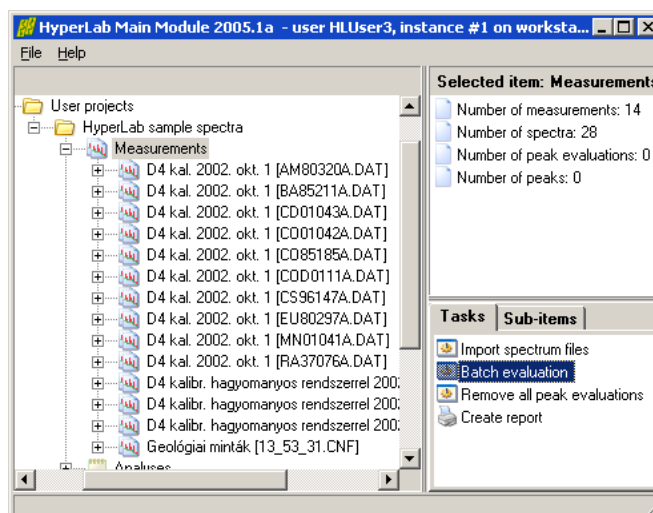 HyperLab Main Module 2005.1a - user HLUser3, instance #1 on worksta...
File Help
User projects
HyperLab sample spectra
Measurements
D4 kal. 2002. okt. 1 [AM80320A.DAT]
D4 kal. 2002. okt. 1 [BA85211A.DAT]
D4 kal. 2002. okt. 1 [CD01043A.DAT]
D4 kal. 2002. okt. 1 [CO01042A.DAT]
D4 kal. 2002. okt. 1 [CO85185A.DAT]
D4 kal. 2002. okt. 1 [COD0111A.DAT]
D4 kal. 2002. okt. 1 [CS96147A.DAT]
D4 kal. 2002. okt. 1 [EU80297A.DAT]
D4 kal. 2002. okt. 1 [MN01041A.DAT]
D4 kal. 2002. okt. 1 [RA37076A.DAT]
D4 kalibr. hagyomanyos rendszerrel 200
D4 kalibr. hagyomanyos rendszerrel 200
D4 kalibr. hagyomanyos rendszerrel 200
Geológiai minták [13_53_31.CNF]
Analyses
Selected item: Measurements
Number of measurements: 14
Number of spectra: 28
Number of peak evaluations: 0
Number of peaks: 0
Tasks Sub-items
Import spectrum files
Batch evaluation
Remove all peak evaluations
Create report